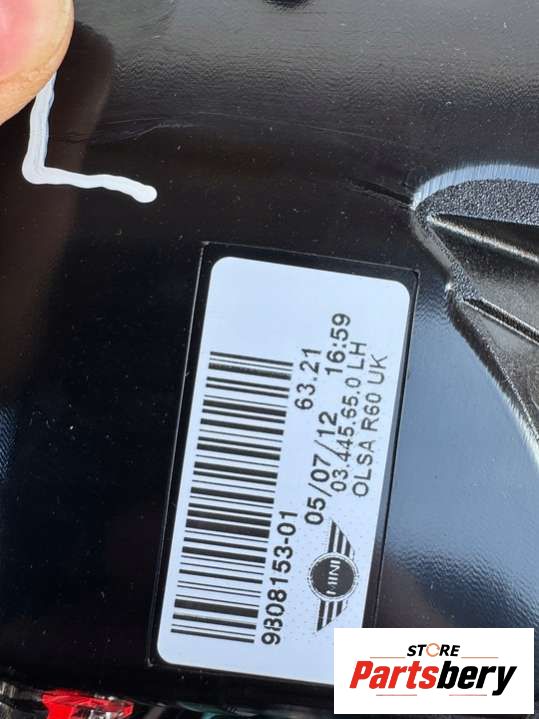 L
9808153-01 63.21
05/07/12 16:59
03.445.65.0 LH
OLSA R60 UK
MINI
STORE
Partsbery